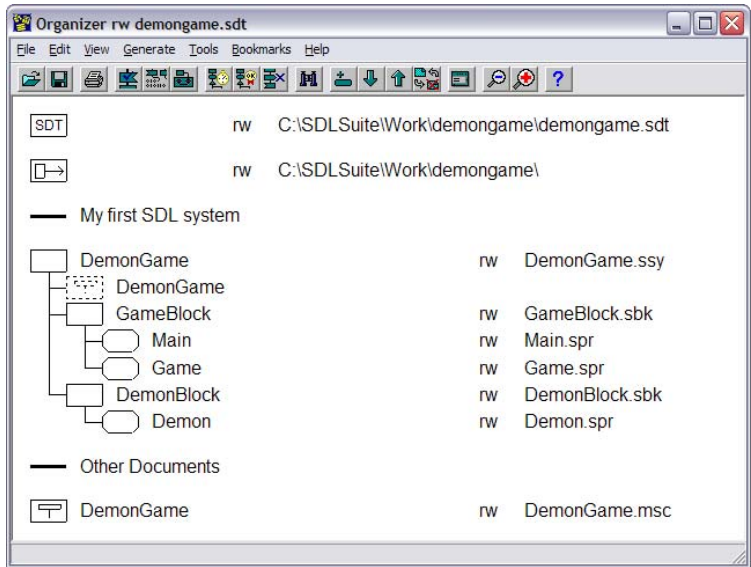 Organizer rw demongame.sdt
File Edit View Generate Tools Bookmarks Help
SDT rw C:\SDLSuite\Work\demongame\demongame.sdt
rw C:\SDLSuite\Work\demongame\
My first SDL system
DemonGame rw DemonGame.ssy
DemonGame
GameBlock rw GameBlock.sbk
Main rw Main.spr
Game rw Game.spr
DemonBlock rw DemonBlock.sbk
Demon rw Demon.spr
Other Documents
DemonGame rw DemonGame.msc